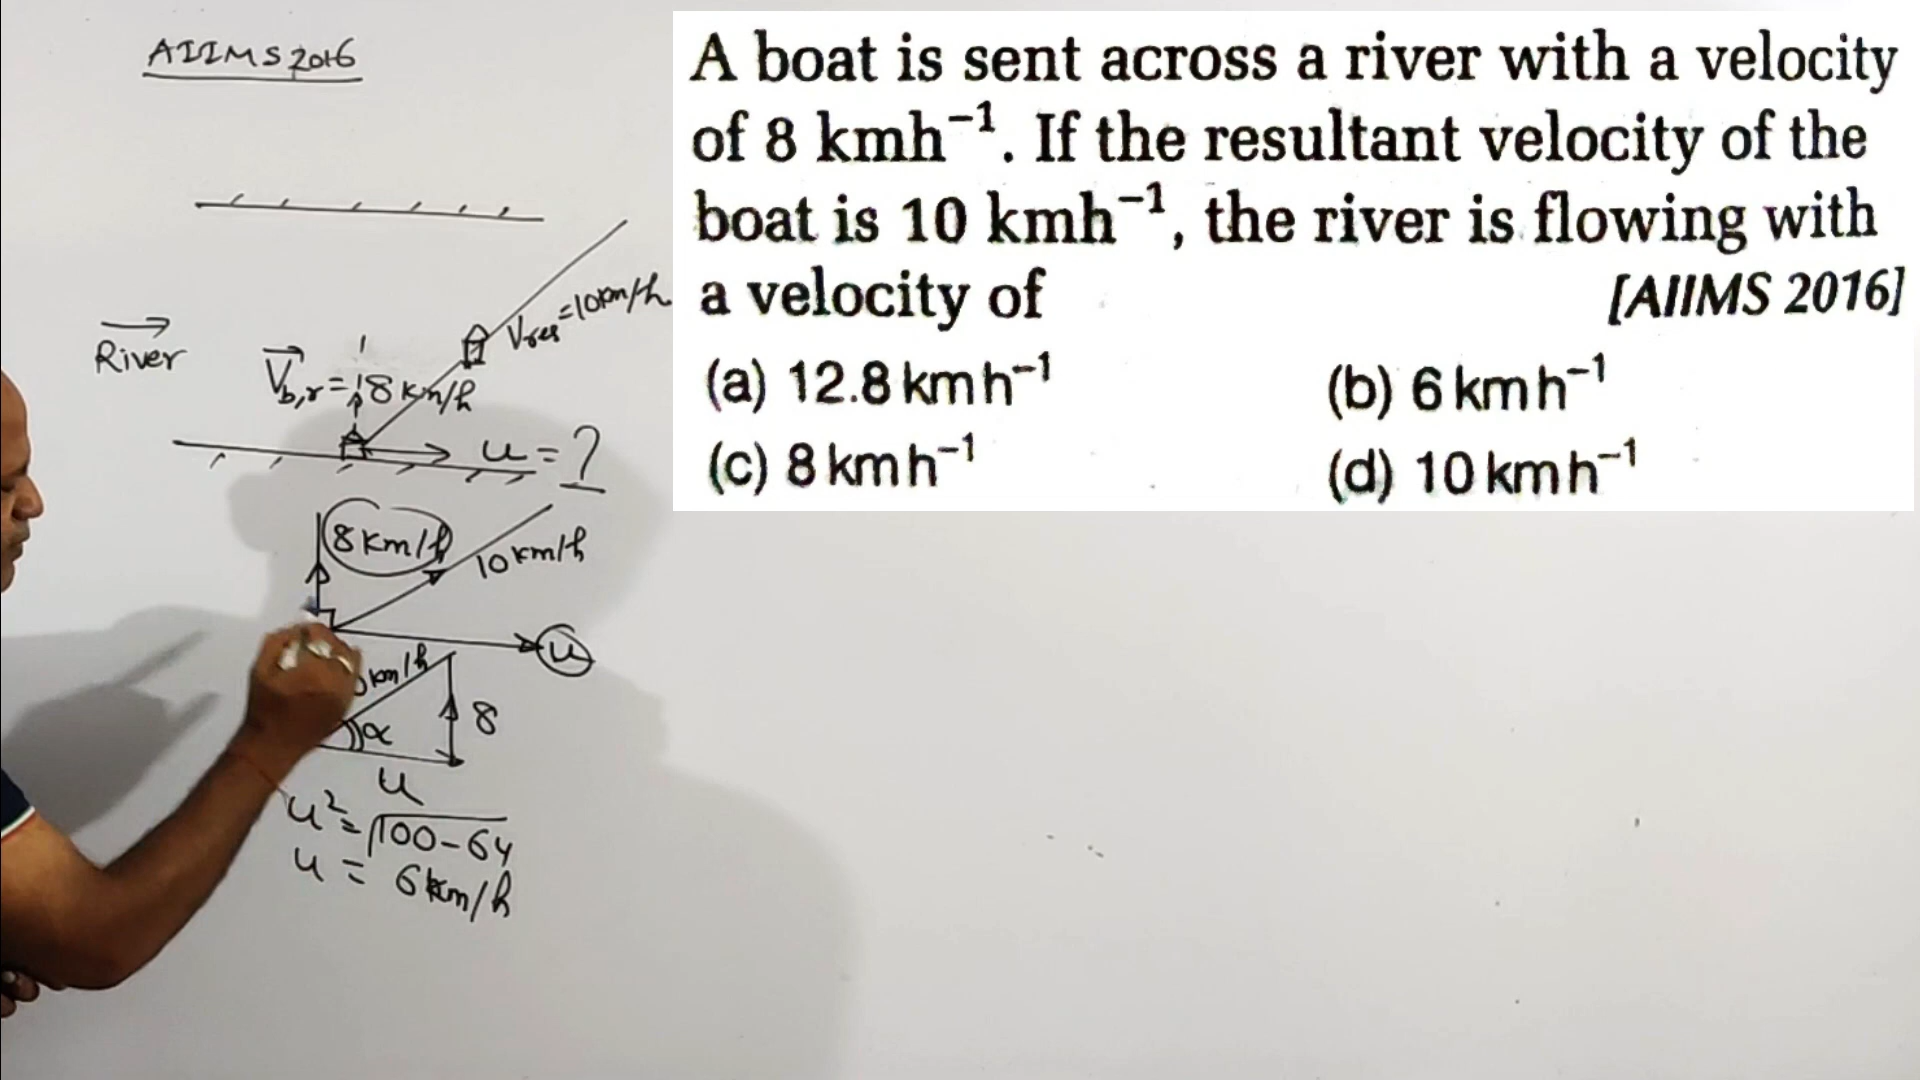 AIIMS 2016
A boat is sent across a river with a velocity
of 8 kmh⁻¹. If the resultant velocity of the
boat is 10 kmh⁻¹, the river is flowing with
a velocity of [AIIMS 2016]
(a) 12.8 kmh⁻¹ (b) 6 kmh⁻¹
(c) 8 kmh⁻¹ (d) 10 kmh⁻¹
Vres = 10 km/h
River
V⃗b,r = 8 km/h
u = ?
8 km/h
10 km/h
u
km/h
8
α
u
u² = √100-64
u = 6 km/h